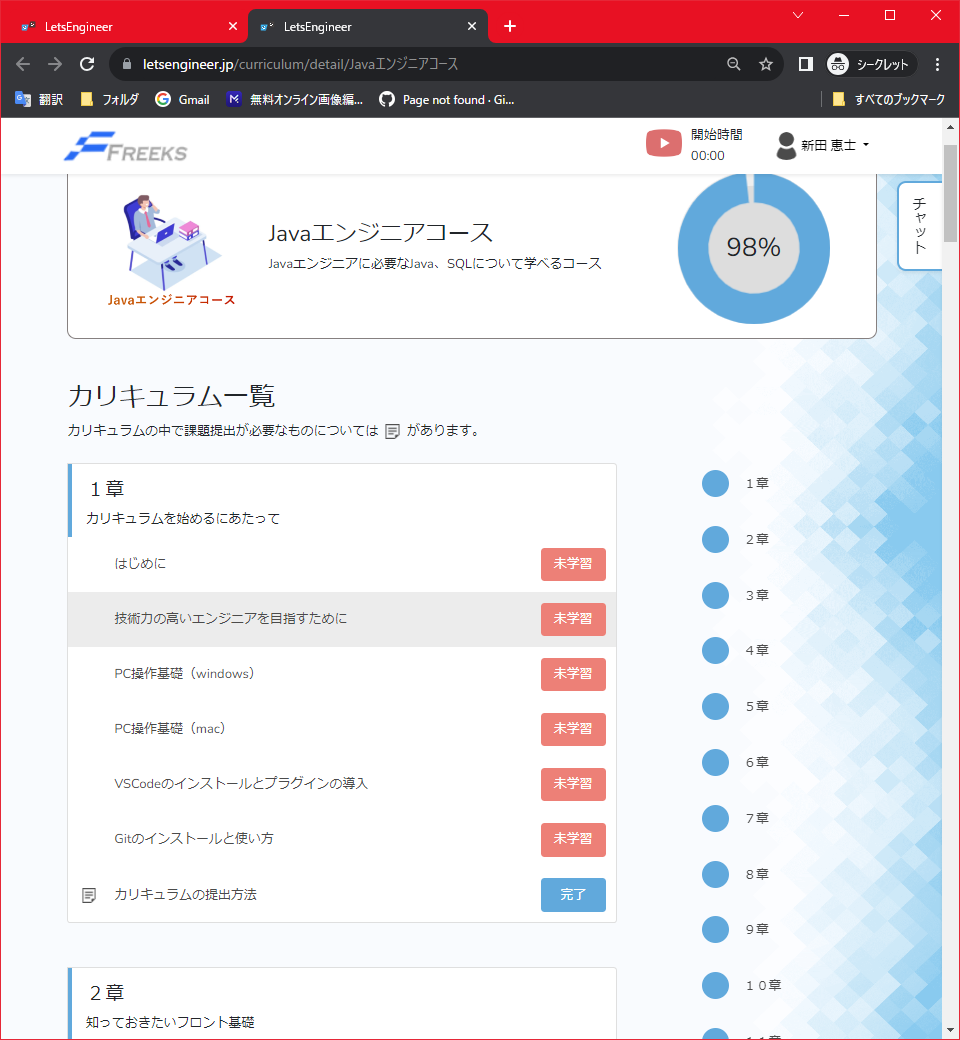 LetsEngineer
LetsEngineer
letsengineer.jp/curriculum/detail/Javaエンジニアコース
シークレット
翻訳
フォルダ
Gmail
無料オンライン画像編...
Page not found · Gi...
すべてのブックマーク
FREEKS
開始時間
00:00
新田 恵士
チャット
Javaエンジニアコース
Javaエンジニアコース
Javaエンジニアに必要なJava、SQLについて学べるコース
98%
カリキュラム一覧
カリキュラムの中で課題提出が必要なものについては があります。
１章
カリキュラムを始めるにあたって
はじめに 未学習
技術力の高いエンジニアを目指すために 未学習
PC操作基礎（windows） 未学習
PC操作基礎（mac） 未学習
VSCodeのインストールとプラグインの導入 未学習
Gitのインストールと使い方 未学習
カリキュラムの提出方法 完了
２章
知っておきたいフロント基礎
１章
２章
３章
４章
５章
６章
７章
８章
９章
１０章
１１章